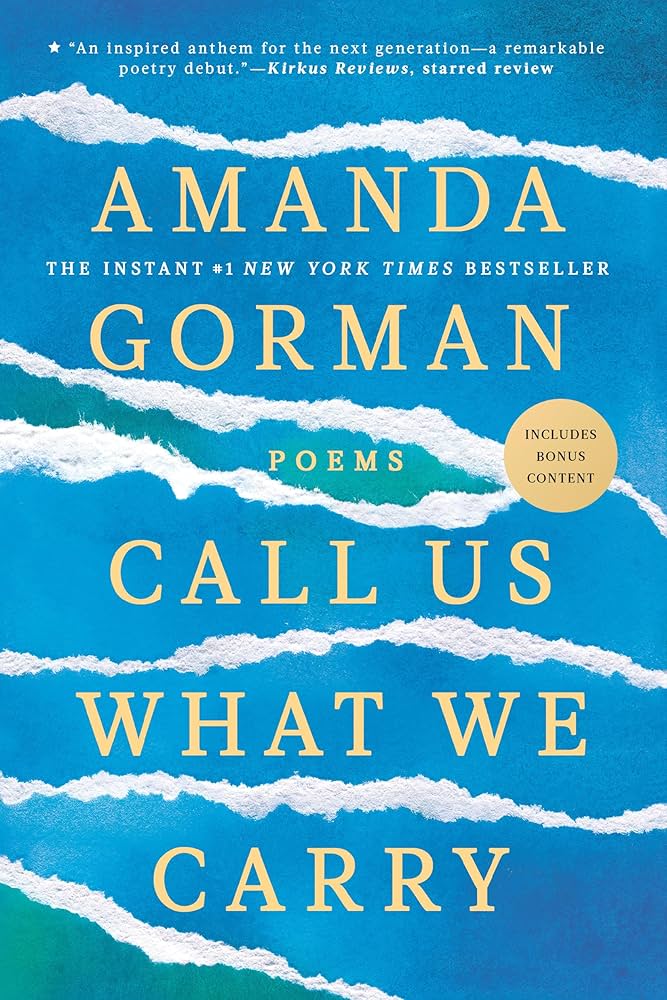 ★ “An inspired anthem for the next generation—a remarkable
poetry debut.”—Kirkus Reviews, starred review
AMANDA
THE INSTANT #1 NEW YORK TIMES BESTSELLER
GORMAN
POEMS
INCLUDES
BONUS
CONTENT
CALL US
WHAT WE
CARRY